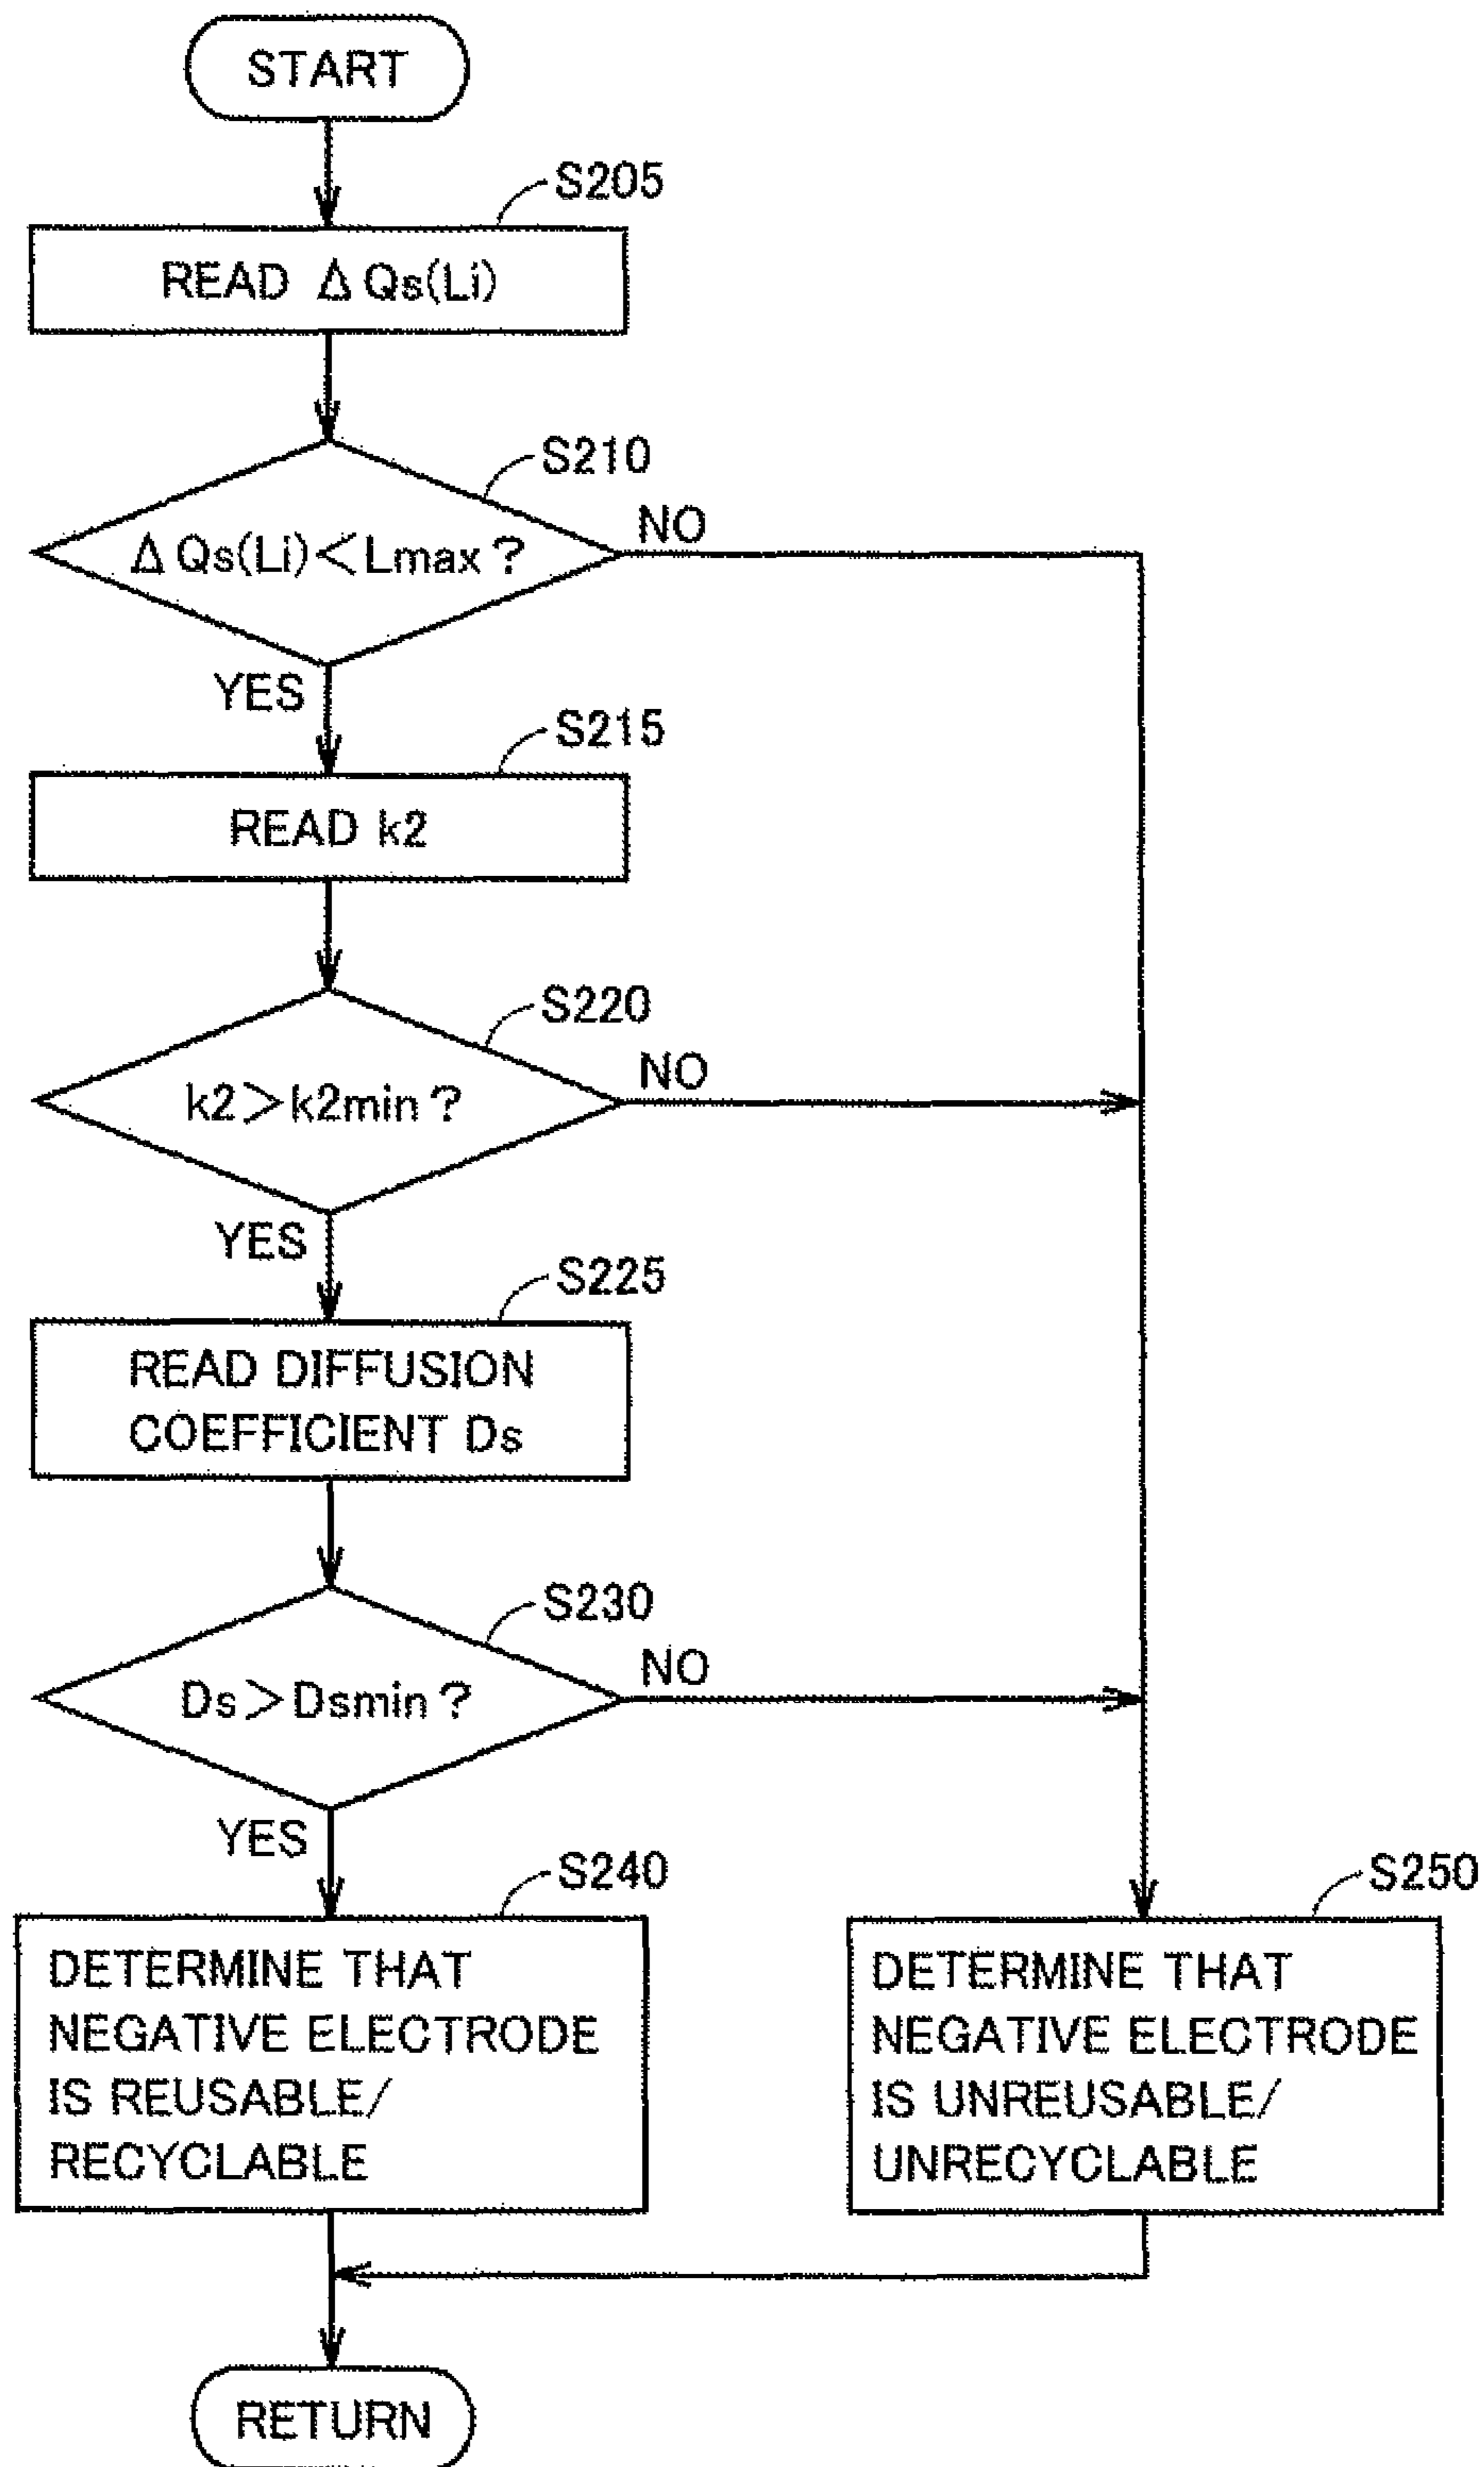 START
S205
READ Δ Qs(Li)
S210
Δ Qs(Li)<Lmax?
NO
YES
S215
READ k2
S220
k2>k2min?
NO
YES
S225
READ DIFFUSION
COEFFICIENT Ds
S230
Ds>Dsmin?
NO
YES
S240
DETERMINE THAT
NEGATIVE ELECTRODE
IS REUSABLE/
RECYCLABLE
S250
DETERMINE THAT
NEGATIVE ELECTRODE
IS UNREUSABLE/
UNRECYCLABLE
RETURN